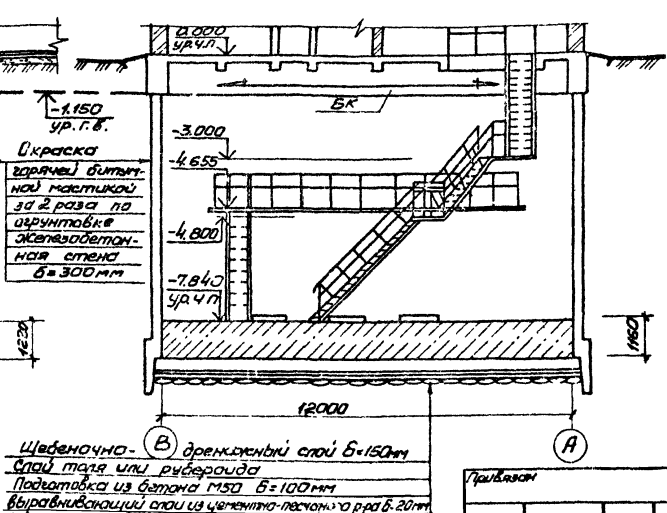 0.000
ур.ч.п
-1.150
ур.г.в.
БК
-3.000
-4.655
-4.800
-7.840
ур.ч.п
Окраска
горячей битум-
ной мастикой
за 2 раза по
огрунтовке
железобетон-
ная стена
δ=300мм
1220
1160
12000
В
А
Щебеночно-дренажный слой δ=150мм
Слой толя или рубероида
Подготовка из бетона М50 δ=100мм
Выравнивающий слой из цементно-песчаного р-ра δ.20мм
Привязан